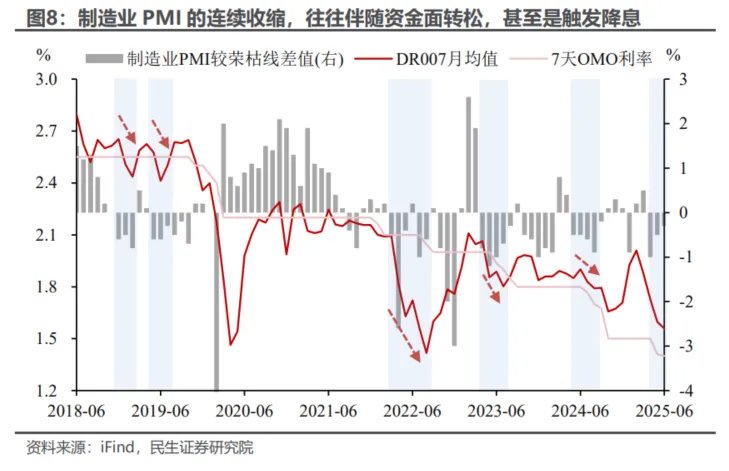 图8：制造业 PMI 的连续收缩，往往伴随资金面转松，甚至是触发降息
% 制造业PMI较荣枯线差值(右) DR007月均值 7天OMO利率 %
3.0 3
2.7 2
2.4 1
0
2.1 -1
1.8 -2
1.5 -3
1.2 -4
2018-06 2019-06 2020-06 2021-06 2022-06 2023-06 2024-06 2025-06
资料来源：iFind，民生证券研究院